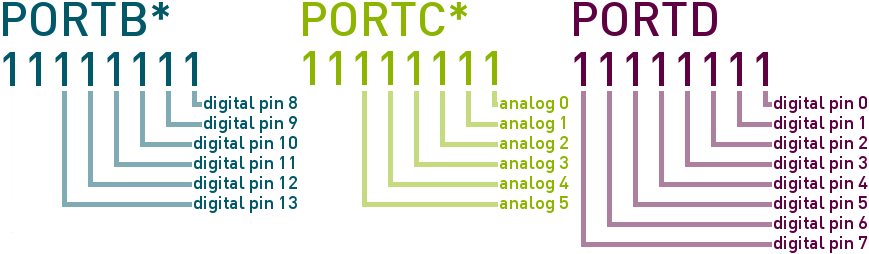 PORTB*
11111111
digital pin 8
digital pin 9
digital pin 10
digital pin 11
digital pin 12
digital pin 13
PORTC*
11111111
analog 0
analog 1
analog 2
analog 3
analog 4
analog 5
PORTD
11111111
digital pin 0
digital pin 1
digital pin 2
digital pin 3
digital pin 4
digital pin 5
digital pin 6
digital pin 7